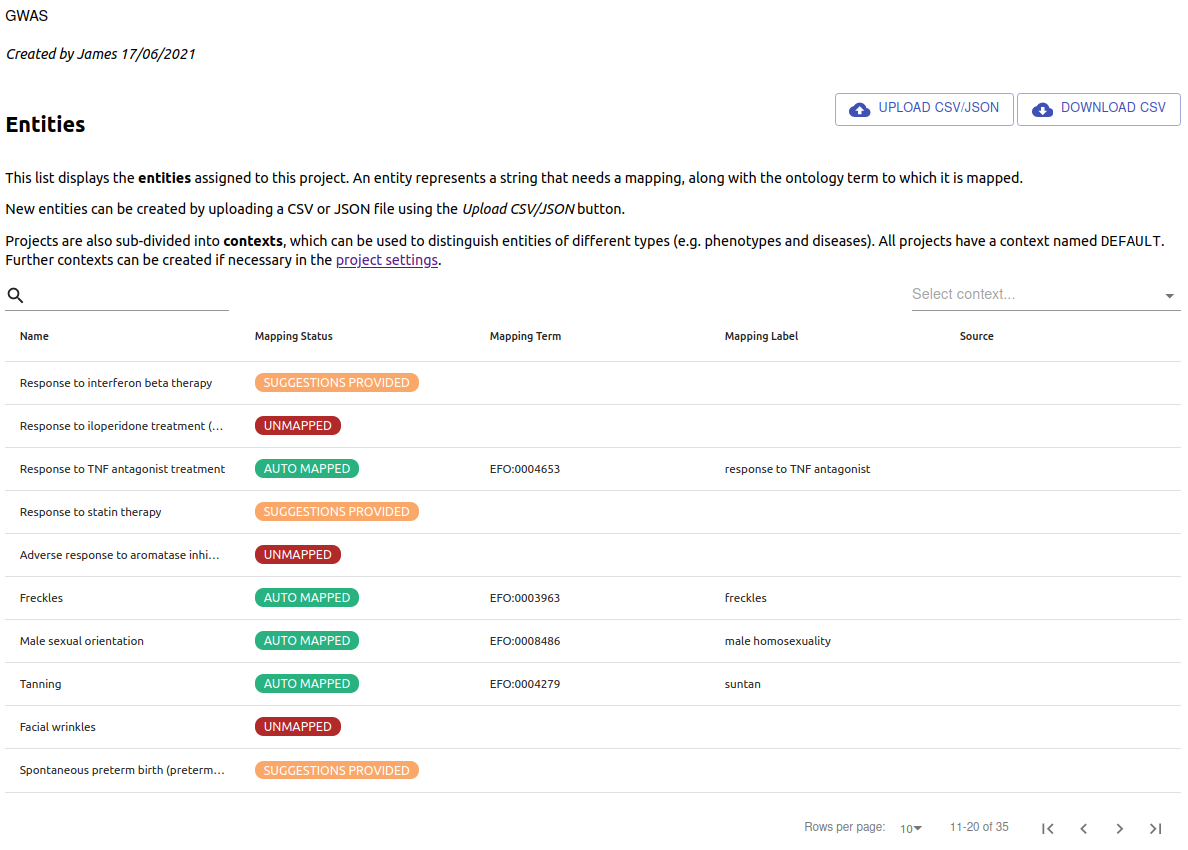 GWAS
Created by James 17/06/2021
UPLOAD CSV/JSON DOWNLOAD CSV
Entities
This list displays the entities assigned to this project. An entity represents a string that needs a mapping, along with the ontology term to which it is mapped.
New entities can be created by uploading a CSV or JSON file using the Upload CSV/JSON button.
Projects are also sub-divided into contexts, which can be used to distinguish entities of different types (e.g. phenotypes and diseases). All projects have a context named DEFAULT.
Further contexts can be created if necessary in the project settings.
Select context...
Name Mapping Status Mapping Term Mapping Label Source
Response to interferon beta therapy SUGGESTIONS PROVIDED
Response to iloperidone treatment (... UNMAPPED
Response to TNF antagonist treatment AUTO MAPPED EFO:0004653 response to TNF antagonist
Response to statin therapy SUGGESTIONS PROVIDED
Adverse response to aromatase inhi... UNMAPPED
Freckles AUTO MAPPED EFO:0003963 freckles
Male sexual orientation AUTO MAPPED EFO:0008486 male homosexuality
Tanning AUTO MAPPED EFO:0004279 suntan
Facial wrinkles UNMAPPED
Spontaneous preterm birth (preterm... SUGGESTIONS PROVIDED
Rows per page: 10 11-20 of 35